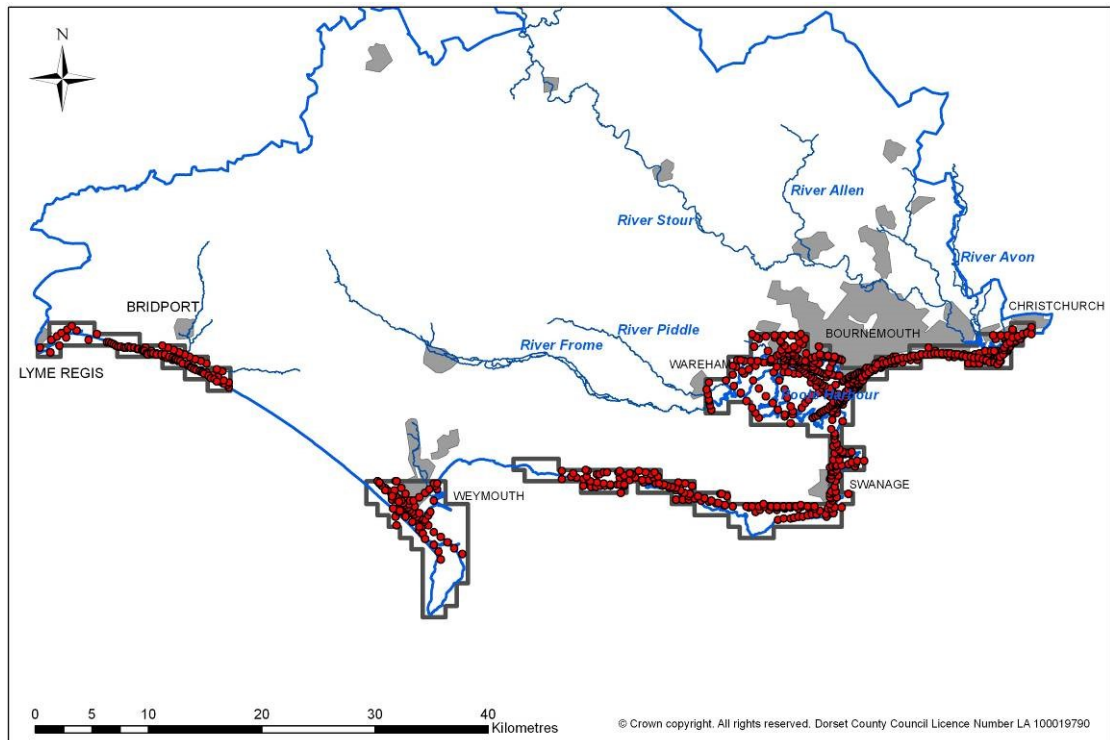 N
River Allen
River Stour
River Avon
CHRISTCHURCH
BRIDPORT
River Piddle
BOURNEMOUTH
River Frome
WAREHAM
LYME REGIS
Harbour
SWANAGE
WEYMOUTH
0 5 10 20 30 40
Kilometres
© Crown copyright. All rights reserved. Dorset County Council Licence Number LA 100019790